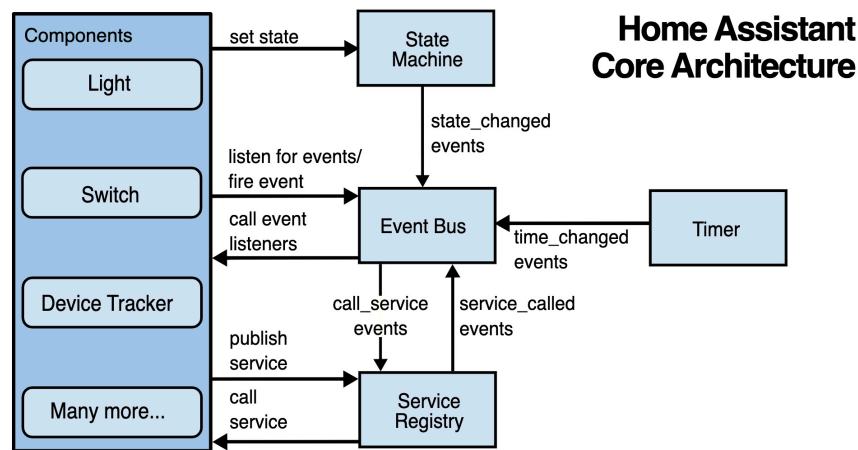 Home Assistant
Core Architecture
Components
Light
Switch
Device Tracker
Many more...
set state
State
Machine
state_changed
events
listen for events/
fire event
call event
listeners
Event Bus
time_changed
events
Timer
call_service
events
service_called
events
publish
service
call
service
Service
Registry